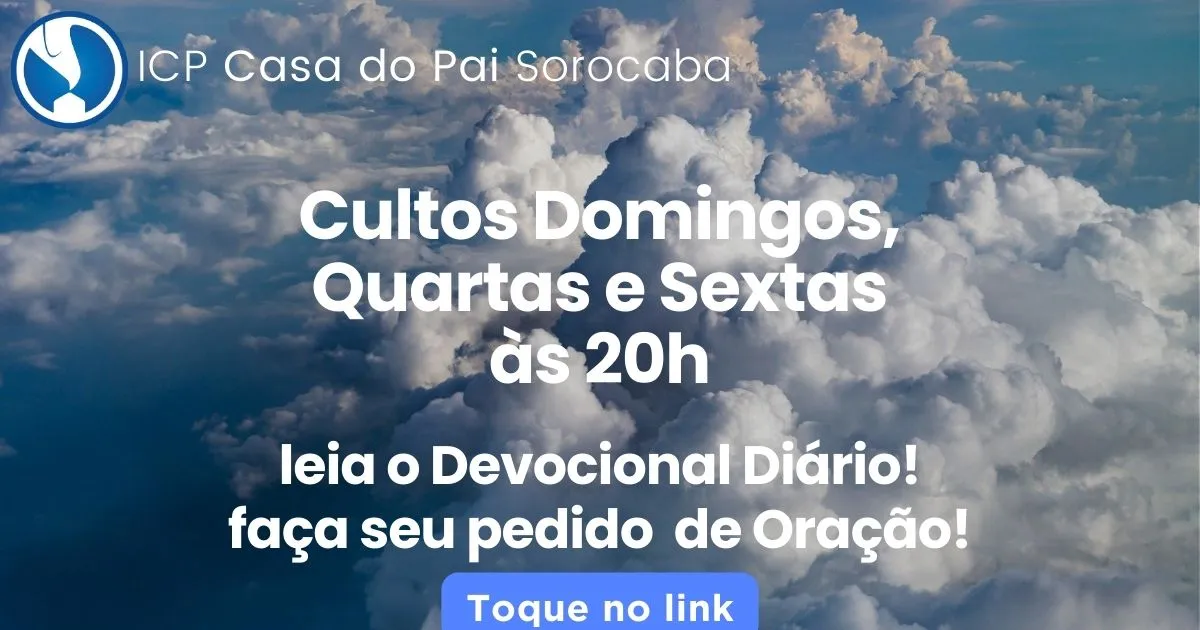 ICP Casa do Pai Sorocaba
Cultos Domingos,
Quartas e Sextas
às 20h
leia o Devocional Diário!
faça seu pedido de Oração!
Toque no link